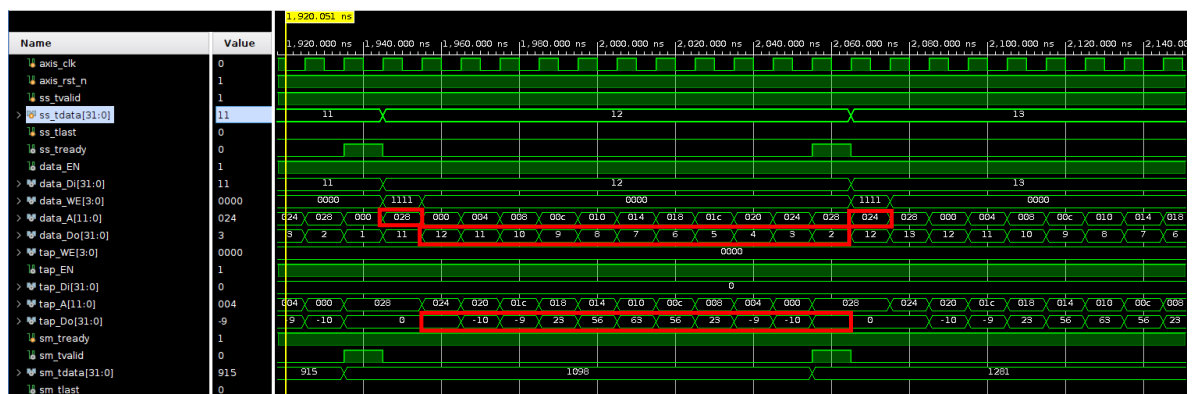 1,920.051 ns
Name Value 1,920.000 ns 1,940.000 ns 1,960.000 ns 1,980.000 ns 2,000.000 ns 2,020.000 ns 2,040.000 ns 2,060.000 ns 2,080.000 ns 2,100.000 ns 2,120.000 ns 2,140.0
axis_clk 0
axis_rst_n 1
ss_tvalid 1
ss_tdata[31:0] 11 11 12 13
ss_tlast 0
ss_tready 0
data_EN 1
data_Di[31:0] 11 11 12 13
data_WE[3:0] 0000 0000 1111 0000 1111 0000
data_A[11:0] 024 024 028 000 028 000 004 008 00c 010 014 018 01c 020 024 028 024 028 000 004 008 00c 010 014 018
data_Do[31:0] 3 3 2 1 11 12 11 10 9 8 7 6 5 4 3 2 12 13 12 11 10 9 8 7 6
tap_WE[3:0] 0000 0000
tap_EN 1
tap_Di[31:0] 0 0
tap_A[11:0] 004 004 000 028 024 020 01c 018 014 010 00c 008 004 000 028 024 020 01c 018 014 010 00c 008
tap_Do[31:0] -9 -9 -10 0 -10 -9 23 56 63 56 23 -9 -10 0 -10 -9 23 56 63 56 23
sm_tready 1
sm_tvalid 0
sm_tdata[31:0] 915 915 1098 1281
sm_tlast 0